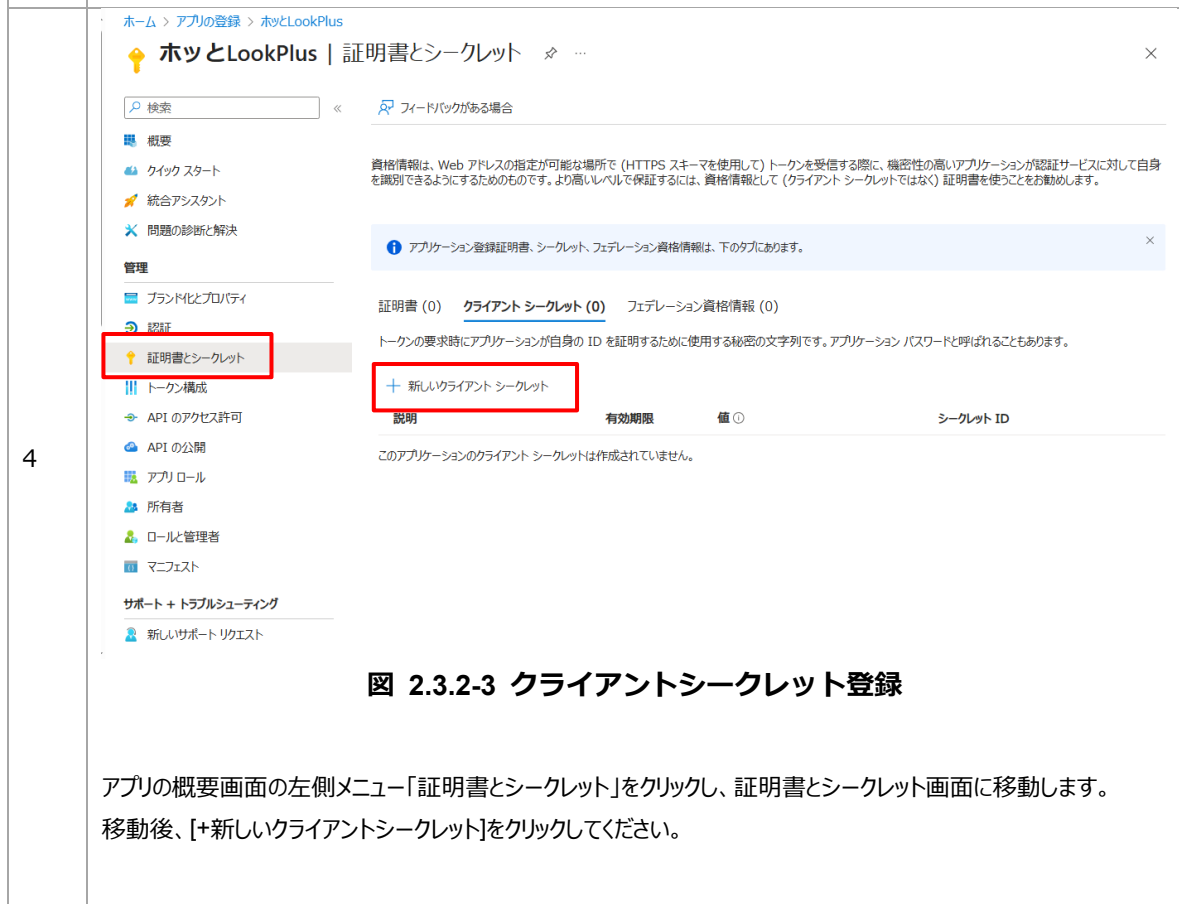 ホーム > アプリの登録 > ホッとLookPlus
ホッとLookPlus | 証明書とシークレット
検索
フィードバックがある場合
概要
クイック スタート
統合アシスタント
問題の診断と解決
管理
ブランド化とプロパティ
認証
証明書とシークレット
トークン構成
API のアクセス許可
API の公開
アプリ ロール
所有者
ロールと管理者
マニフェスト
サポート + トラブルシューティング
新しいサポート リクエスト
資格情報は、Web アドレスの指定が可能な場所で (HTTPS スキーマを使用して) トークンを受信する際に、機密性の高いアプリケーションが認証サービスに対して自身
を識別できるようにするためのものです。より高いレベルで保証するには、資格情報として (クライアント シークレットではなく) 証明書を使うことをお勧めします。
アプリケーション登録証明書、シークレット、フェデレーション資格情報は、下のタブにあります。
証明書 (0) クライアント シークレット (0) フェデレーション資格情報 (0)
トークンの要求時にアプリケーションが自身の ID を証明するために使用する秘密の文字列です。アプリケーション パスワードと呼ばれることもあります。
+ 新しいクライアント シークレット
説明 有効期限 値 シークレット ID
このアプリケーションのクライアント シークレットは作成されていません。
4
図 2.3.2-3 クライアントシークレット登録
アプリの概要画面の左側メニュー「証明書とシークレット」をクリックし、証明書とシークレット画面に移動します。
移動後、[+新しいクライアントシークレット]をクリックしてください。